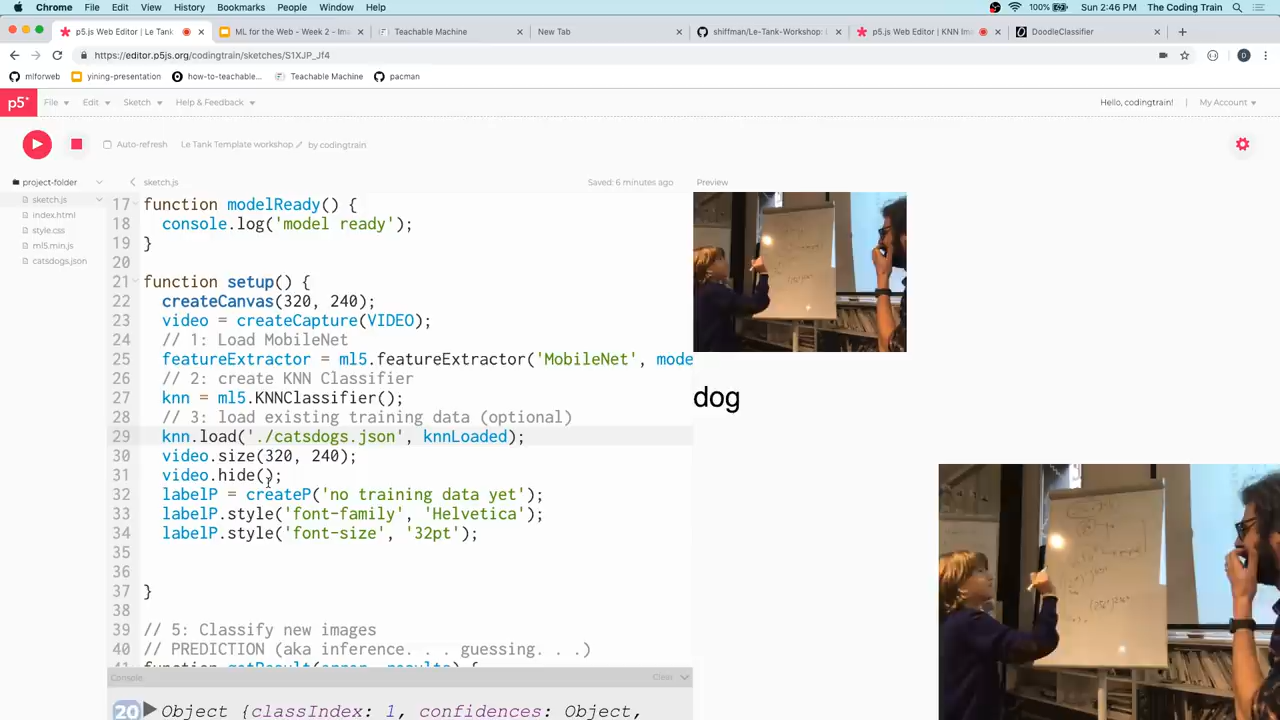 Chrome File Edit View History Bookmarks People Window Help 100% Sun 2:46 PM The Coding Train
p5.js Web Editor | Le Tank ML for the Web - Week 2 - Ima Teachable Machine New Tab shiffman/Le-Tank-Workshop: p5.js Web Editor | KNN Ima DoodleClassifier
https://editor.p5js.org/codingtrain/sketches/S1XJP_Jf4
mlforweb yining-presentation how-to-teachable... Teachable Machine pacman
p5* File Edit Sketch Help & Feedback Hello, codingtrain! | My Account
Auto-refresh Le Tank Template workshop by codingtrain
project-folder sketch.js Saved: 6 minutes ago Preview
sketch.js
index.html
style.css
ml5.min.js
catsdogs.json
17 function modelReady() {
18 console.log('model ready');
19 }
20
21 function setup() {
22 createCanvas(320, 240);
23 video = createCapture(VIDEO);
24 // 1: Load MobileNet
25 featureExtractor = ml5.featureExtractor('MobileNet', mode
26 // 2: create KNN Classifier
27 knn = ml5.KNNClassifier();
28 // 3: load existing training data (optional)
29 knn.load('./catsdogs.json', knnLoaded);
30 video.size(320, 240);
31 video.hide();
32 labelP = createP('no training data yet');
33 labelP.style('font-family', 'Helvetica');
34 labelP.style('font-size', '32pt');
35
36
37 }
38
39 // 5: Classify new images
40 // PREDICTION (aka inference. . . guessing. . .)
41 function gotResult(error, results) {
dog
Console Clear
20 Object {classIndex: 1, confidences: Object,